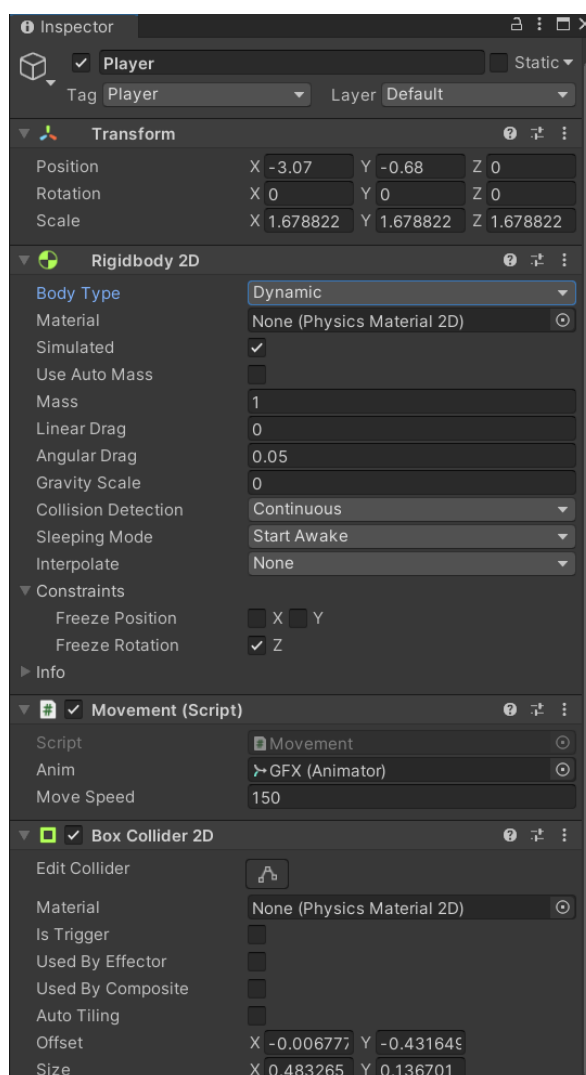 Inspector
Player Static
Tag Player Layer Default
Transform
Position X -3.07 Y -0.68 Z 0
Rotation X 0 Y 0 Z 0
Scale X 1.678822 Y 1.678822 Z 1.678822
Rigidbody 2D
Body Type Dynamic
Material None (Physics Material 2D)
Simulated
Use Auto Mass
Mass 1
Linear Drag 0
Angular Drag 0.05
Gravity Scale 0
Collision Detection Continuous
Sleeping Mode Start Awake
Interpolate None
Constraints
Freeze Position X Y
Freeze Rotation Z
Info
# Movement (Script)
Script Movement
Anim GFX (Animator)
Move Speed 150
Box Collider 2D
Edit Collider
Material None (Physics Material 2D)
Is Trigger
Used By Effector
Used By Composite
Auto Tiling
Offset X -0.006777 Y -0.431649
Size X 0.483265 Y 0.136701